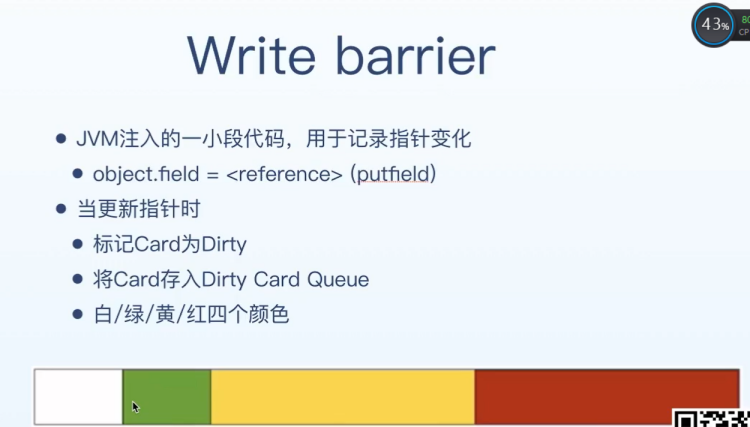 Write barrier
43%
JVM注入的一小段代码，用于记录指针变化
object.field = <reference> (putfield)
当更新指针时
标记Card为Dirty
将Card存入Dirty Card Queue
白/绿/黄/红四个颜色